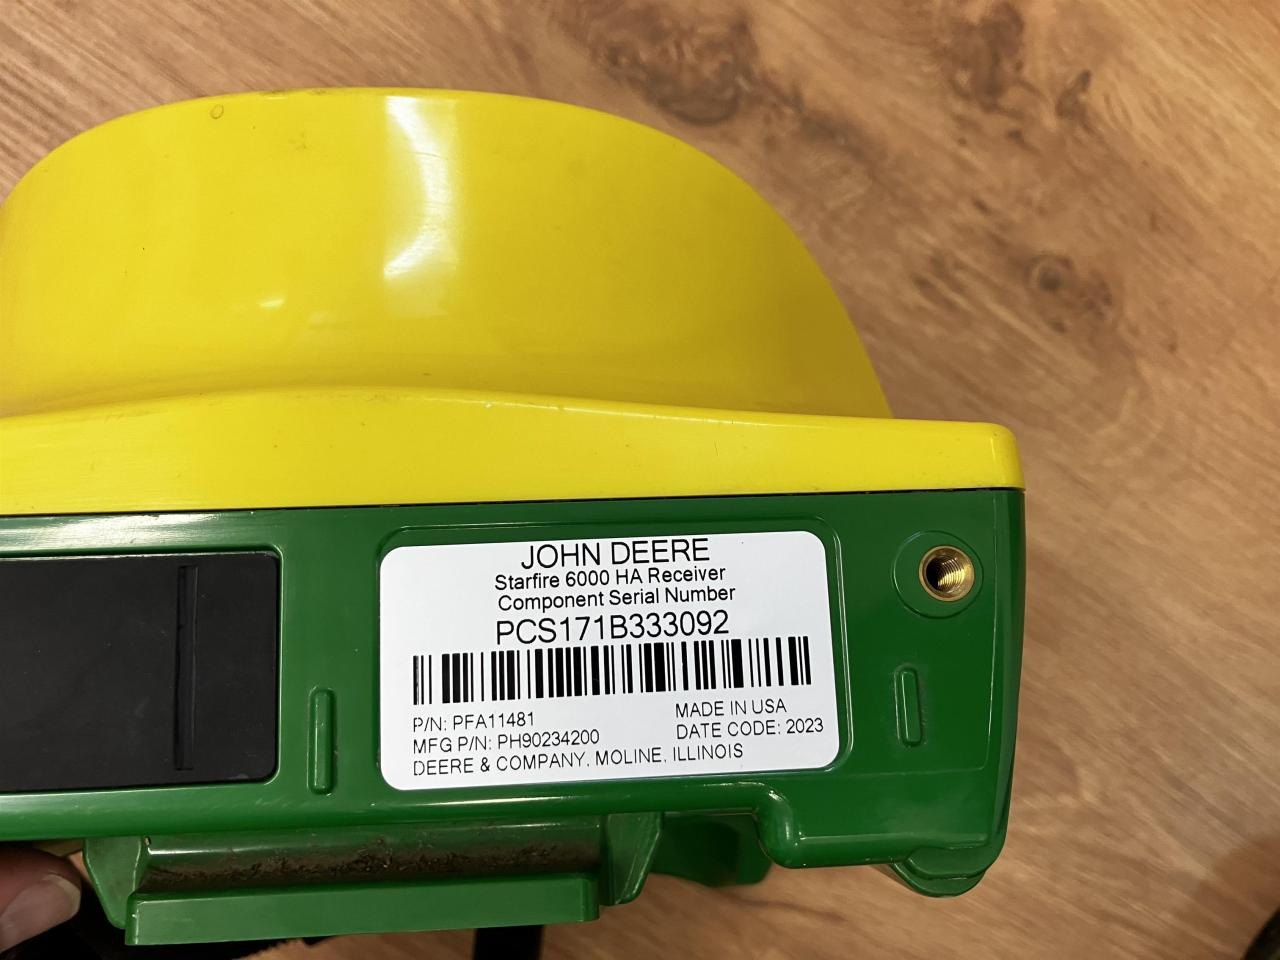 JOHN DEERE
Starfire 6000 HA Receiver
Component Serial Number
PCS171B333092
P/N: PFA11481
MADE IN USA
MFG P/N: PH90234200
DATE CODE: 2023
DEERE & COMPANY, MOLINE, ILLINOIS